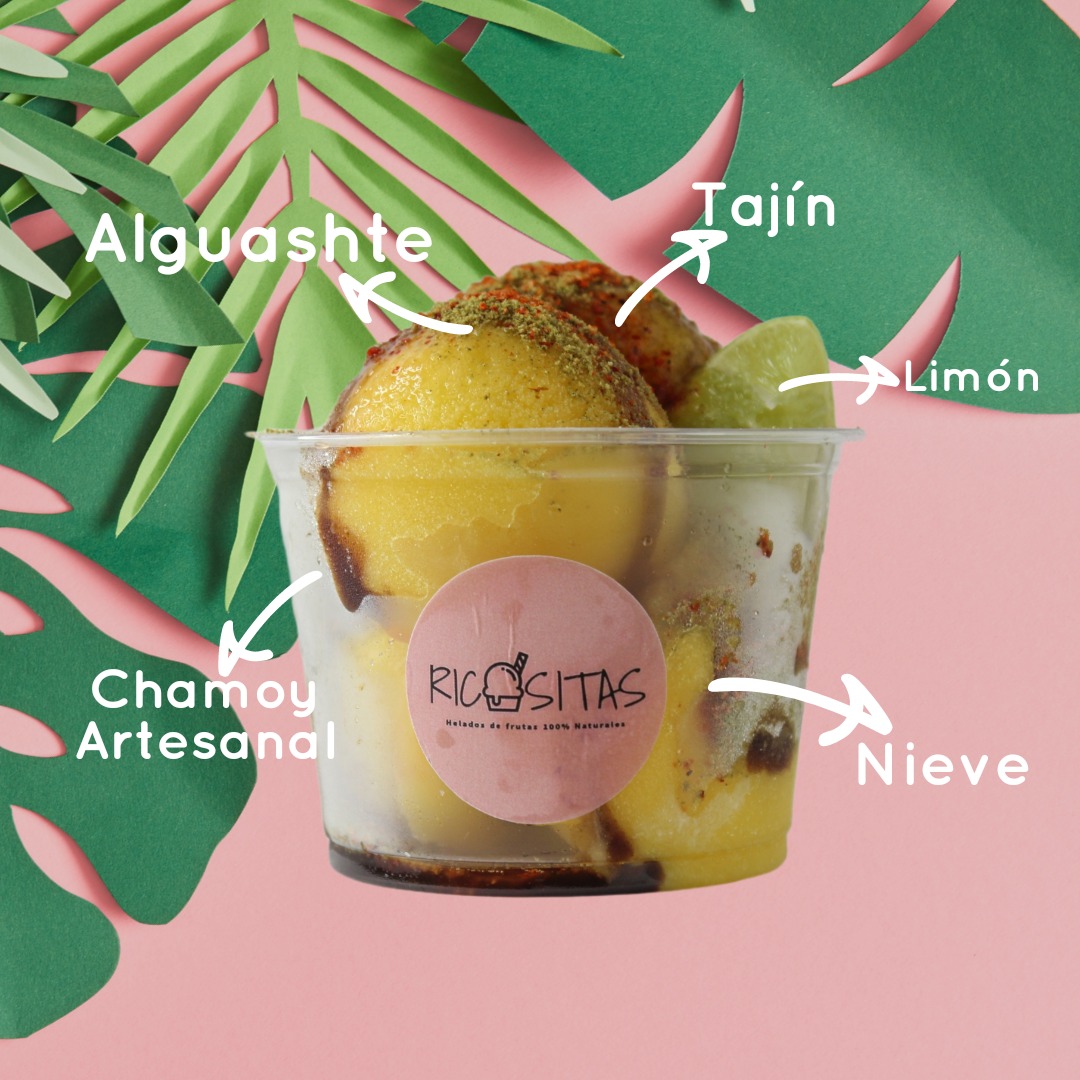 Tajín
Alguashte
Limón
Chamoy
Artesanal
RICOSITAS
Helados de frutas 100% Naturales
Nieve